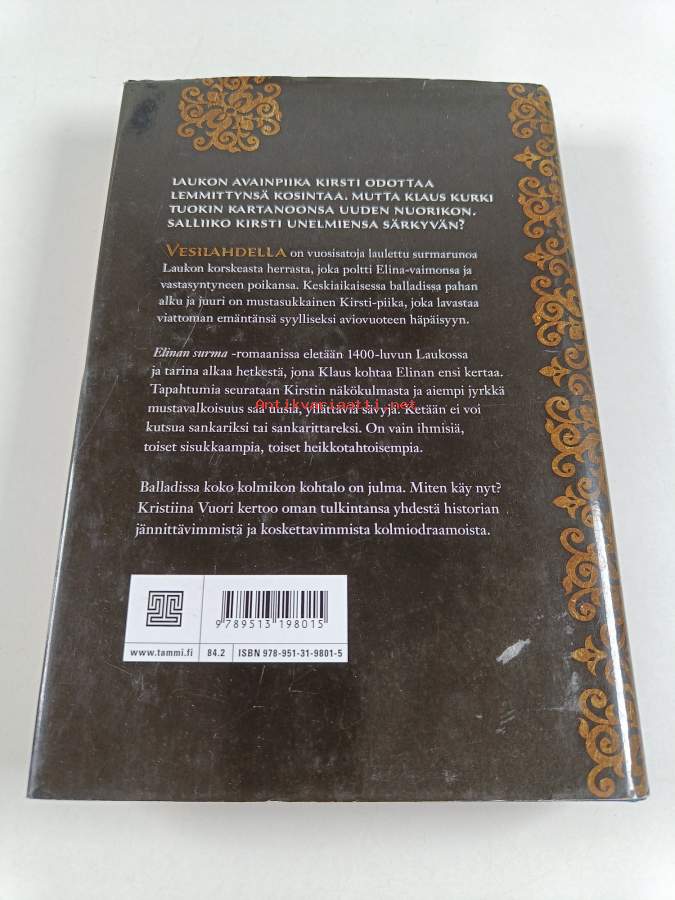 LAUKON AVAINPIIKA KIRSTI ODOTTAA
LEMMITTYNSÄ KOSINTAA. MUTTA KLAUS KURKI
TUOKIN KARTANOONSA UUDEN NUORIKON.
SALLIIKO KIRSTI UNELMIENSA SÄRKYVÄN?
VESILAHDELLA on vuosisatoja laulettu surmarunoa
Laukon korskeasta herrasta, joka poltti Elina-vaimonsa ja
vastasyntyneen poikansa. Keskiaikaisessa balladissa pahan
alku ja juuri on mustasukkainen Kirsti-piika, joka lavastaa
viattoman emäntänsä syylliseksi aviovuoteen häpäisyyn.
Elinan surma -romaanissa eletään 1400-luvun Laukossa
ja tarina alkaa hetkestä, jona Klaus kohtaa Elinan ensi kertaa.
Tapahtumia seurataan Kirstin näkökulmasta ja aiempi jyrkkä
Antikvariaatti.net
mustavalkoisuus saa uusia, yllättäviä sävyjä. Ketään ei voi
kutsua sankariksi tai sankarittareksi. On vain ihmisiä,
toiset sisukkaampia, toiset heikkotahtoisempia.
Balladissa koko kolmikon kohtalo on julma. Miten käy nyt?
Kristiina Vuori kertoo oman tulkintansa yhdestä historian
jännittävimmistä ja koskettavimmista kolmiodraamoista.
9 789513 198015
www.tammi.fi 84.2 ISBN 978-951-31-9801-5